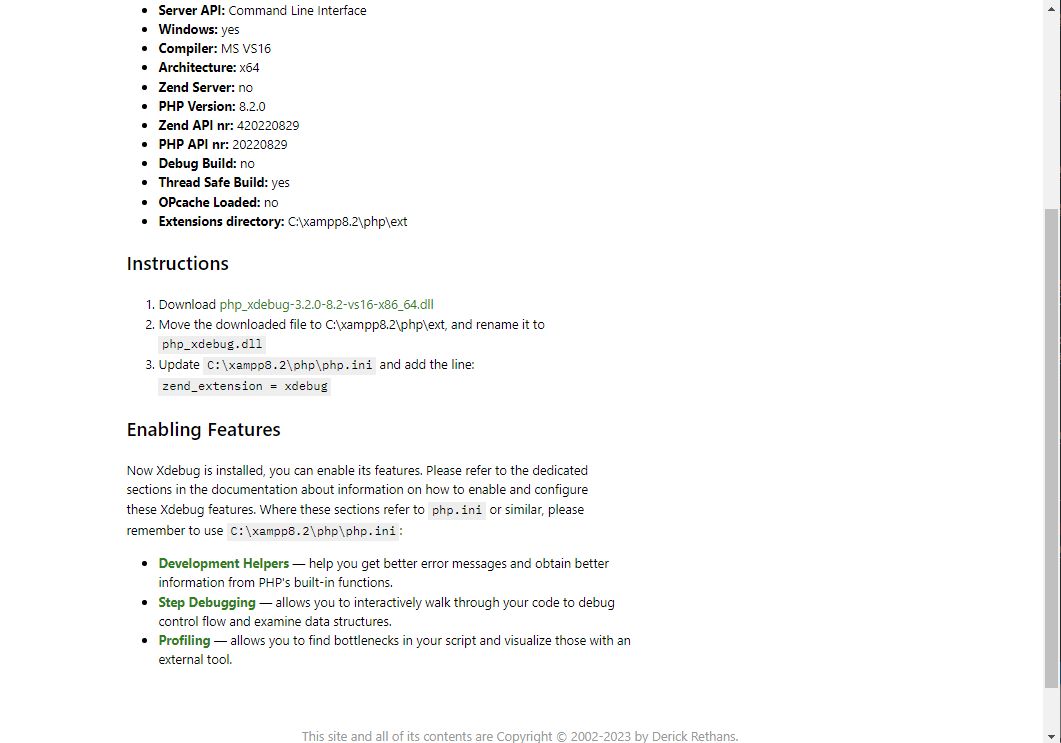 Server API: Command Line Interface
Windows: yes
Compiler: MS VS16
Architecture: x64
Zend Server: no
PHP Version: 8.2.0
Zend API nr: 420220829
PHP API nr: 20220829
Debug Build: no
Thread Safe Build: yes
OPcache Loaded: no
Extensions directory: C:\xampp8.2\php\ext
Instructions
1. Download php_xdebug-3.2.0-8.2-vs16-x86_64.dll
2. Move the downloaded file to C:\xampp8.2\php\ext, and rename it to
php_xdebug.dll
3. Update C:\xampp8.2\php\php.ini and add the line:
zend_extension = xdebug
Enabling Features
Now Xdebug is installed, you can enable its features. Please refer to the dedicated
sections in the documentation about information on how to enable and configure
these Xdebug features. Where these sections refer to php.ini or similar, please
remember to use C:\xampp8.2\php\php.ini:
Development Helpers — help you get better error messages and obtain better
information from PHP's built-in functions.
Step Debugging — allows you to interactively walk through your code to debug
control flow and examine data structures.
Profiling — allows you to find bottlenecks in your script and visualize those with an
external tool.
This site and all of its contents are Copyright © 2002-2023 by Derick Rethans.